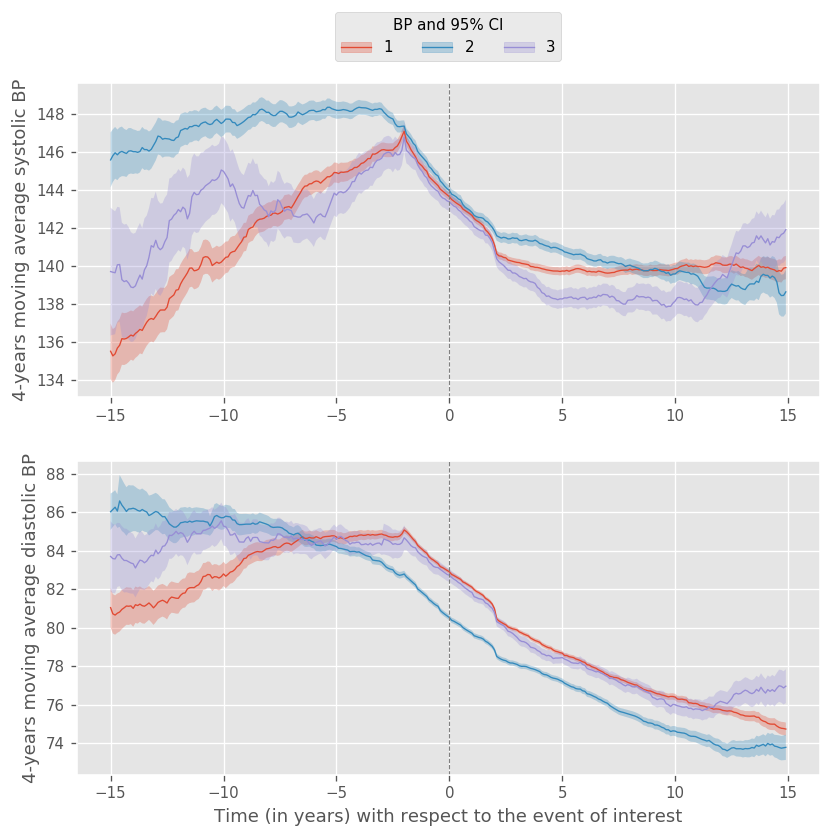 BP and 95% CI
1 2 3
4-years moving average systolic BP
148
146
144
142
140
138
136
134
−15 −10 −5 0 5 10 15
4-years moving average diastolic BP
88
86
84
82
80
78
76
74
−15 −10 −5 0 5 10 15
Time (in years) with respect to the event of interest